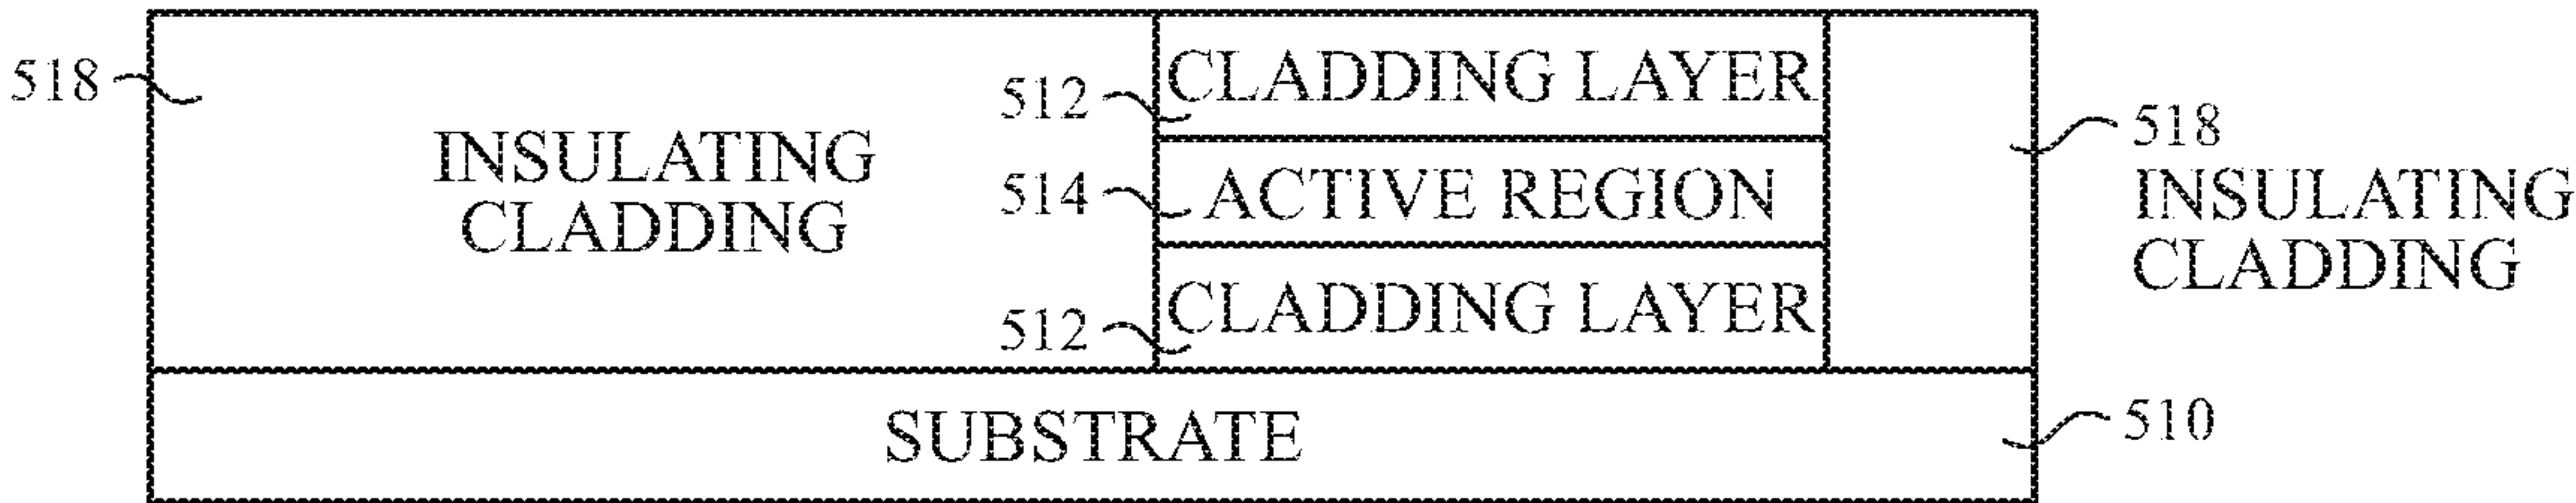 518
INSULATING
CLADDING
512
CLADDING LAYER
514
ACTIVE REGION
512
CLADDING LAYER
518
INSULATING
CLADDING
SUBSTRATE
510